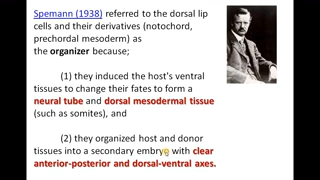 Spemann (1938) referred to the dorsal lip
cells and their derivatives (notochord,
prechordal mesoderm) as
the organizer because;
(1) they induced the host's ventral
tissues to change their fates to form a
neural tube and dorsal mesodermal tissue
(such as somites), and
(2) they organized host and donor
tissues into a secondary embryo with clear
anterior-posterior and dorsal-ventral axes.